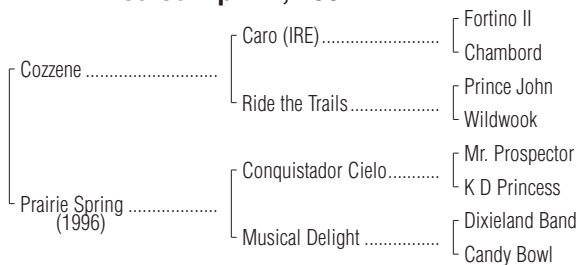 Fortino II
Caro (IRE)
Chambord
Cozzene
Prince John
Ride the Trails
Wildwook
Mr. Prospector
Conquistador Cielo
K D Princess
Prairie Spring
(1996)
Dixieland Band
Musical Delight
Candy Bowl